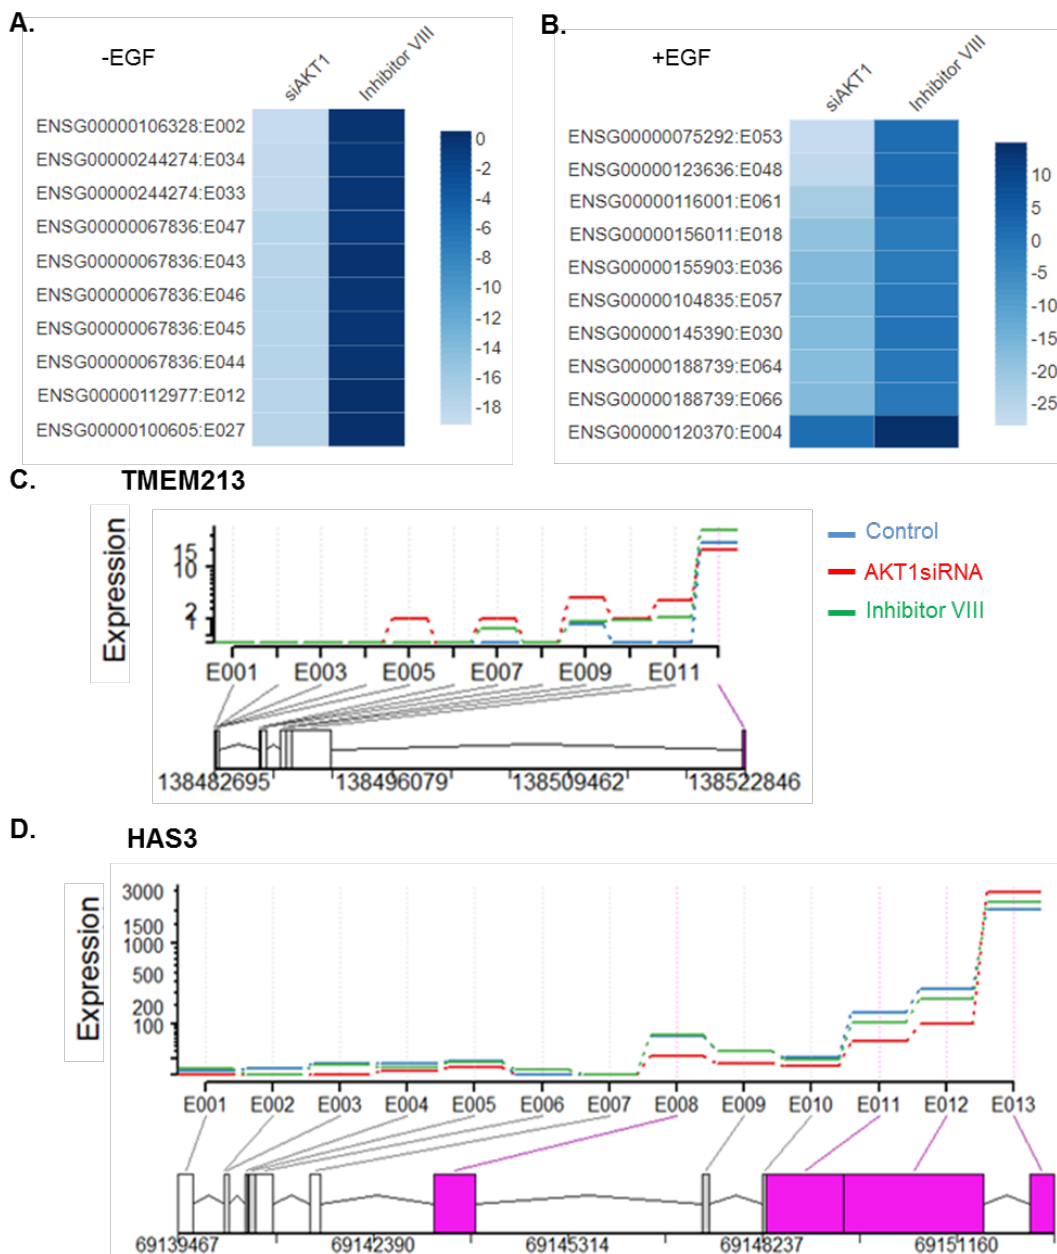 A.
-EGF
siAKT1
Inhibitor VIII
ENSG00000106328:E002
ENSG00000244274:E034
ENSG00000244274:E033
ENSG00000067836:E047
ENSG00000067836:E043
ENSG00000067836:E046
ENSG00000067836:E045
ENSG00000067836:E044
ENSG00000112977:E012
ENSG00000100605:E027
0
-2
-4
-6
-8
-10
-12
-14
-16
-18
B.
+EGF
siAKT1
Inhibitor VIII
ENSG00000075292:E053
ENSG00000123636:E048
ENSG00000116001:E061
ENSG00000156011:E018
ENSG00000155903:E036
ENSG00000104835:E057
ENSG00000145390:E030
ENSG00000188739:E064
ENSG00000188739:E066
ENSG00000120370:E004
10
5
0
-5
-10
-15
-20
-25
C.
TMEM213
Expression
15
10
2
1
E001 E003 E005 E007 E009 E011
138482695 138496079 138509462 138522846
Control
AKT1siRNA
Inhibitor VIII
D.
HAS3
Expression
3000
1500
1000
500
200
100
E001 E002 E003 E004 E005 E006 E007 E008 E009 E010 E011 E012 E013
69139467 69142390 69145314 69148237 69151160